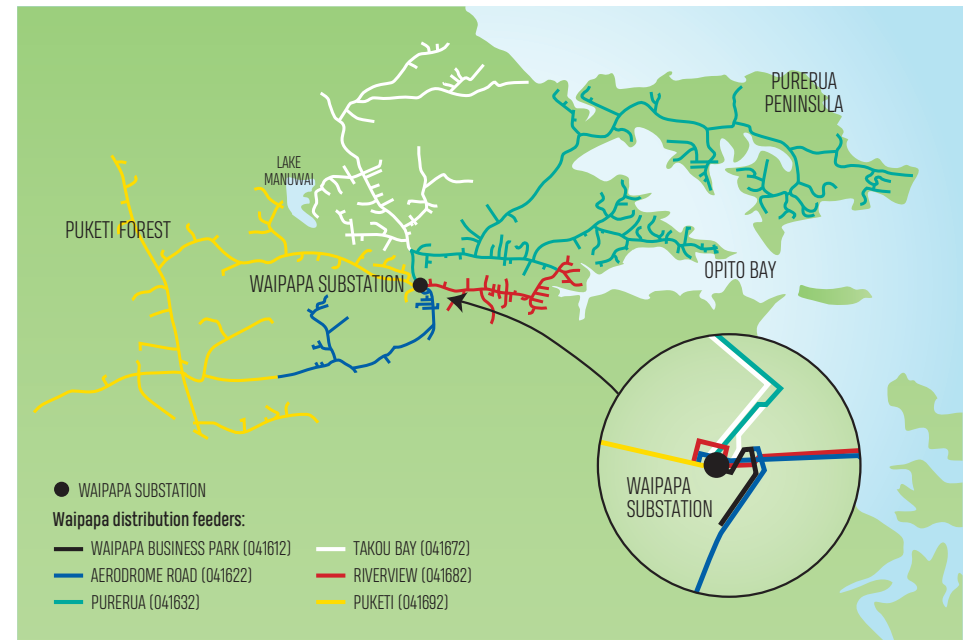 PURERUA
PENINSULA
LAKE
MANUWAI
PUKETI FOREST
OPITO BAY
WAIPAPA SUBSTATION
WAIPAPA
SUBSTATION
WAIPAPA SUBSTATION
Waipapa distribution feeders:
WAIPAPA BUSINESS PARK (041612)
TAKOU BAY (041672)
AERODROME ROAD (041622)
RIVERVIEW (041682)
PURERUA (041632)
PUKETI (041692)